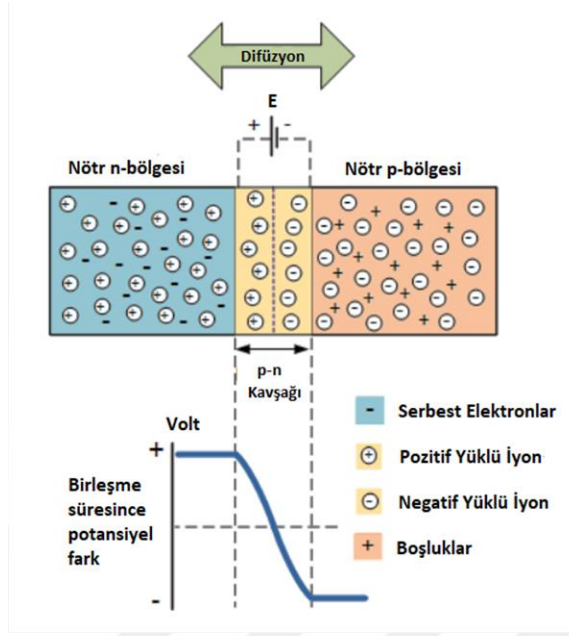 Difüzyon
E
+ -
Nötr n-bölgesi
Nötr p-bölgesi
p-n
Kavşağı
Volt
+
Birleşme
süresince
potansiyel
fark
-
- Serbest Elektronlar
+ Pozitif Yüklü İyon
- Negatif Yüklü İyon
+ Boşluklar